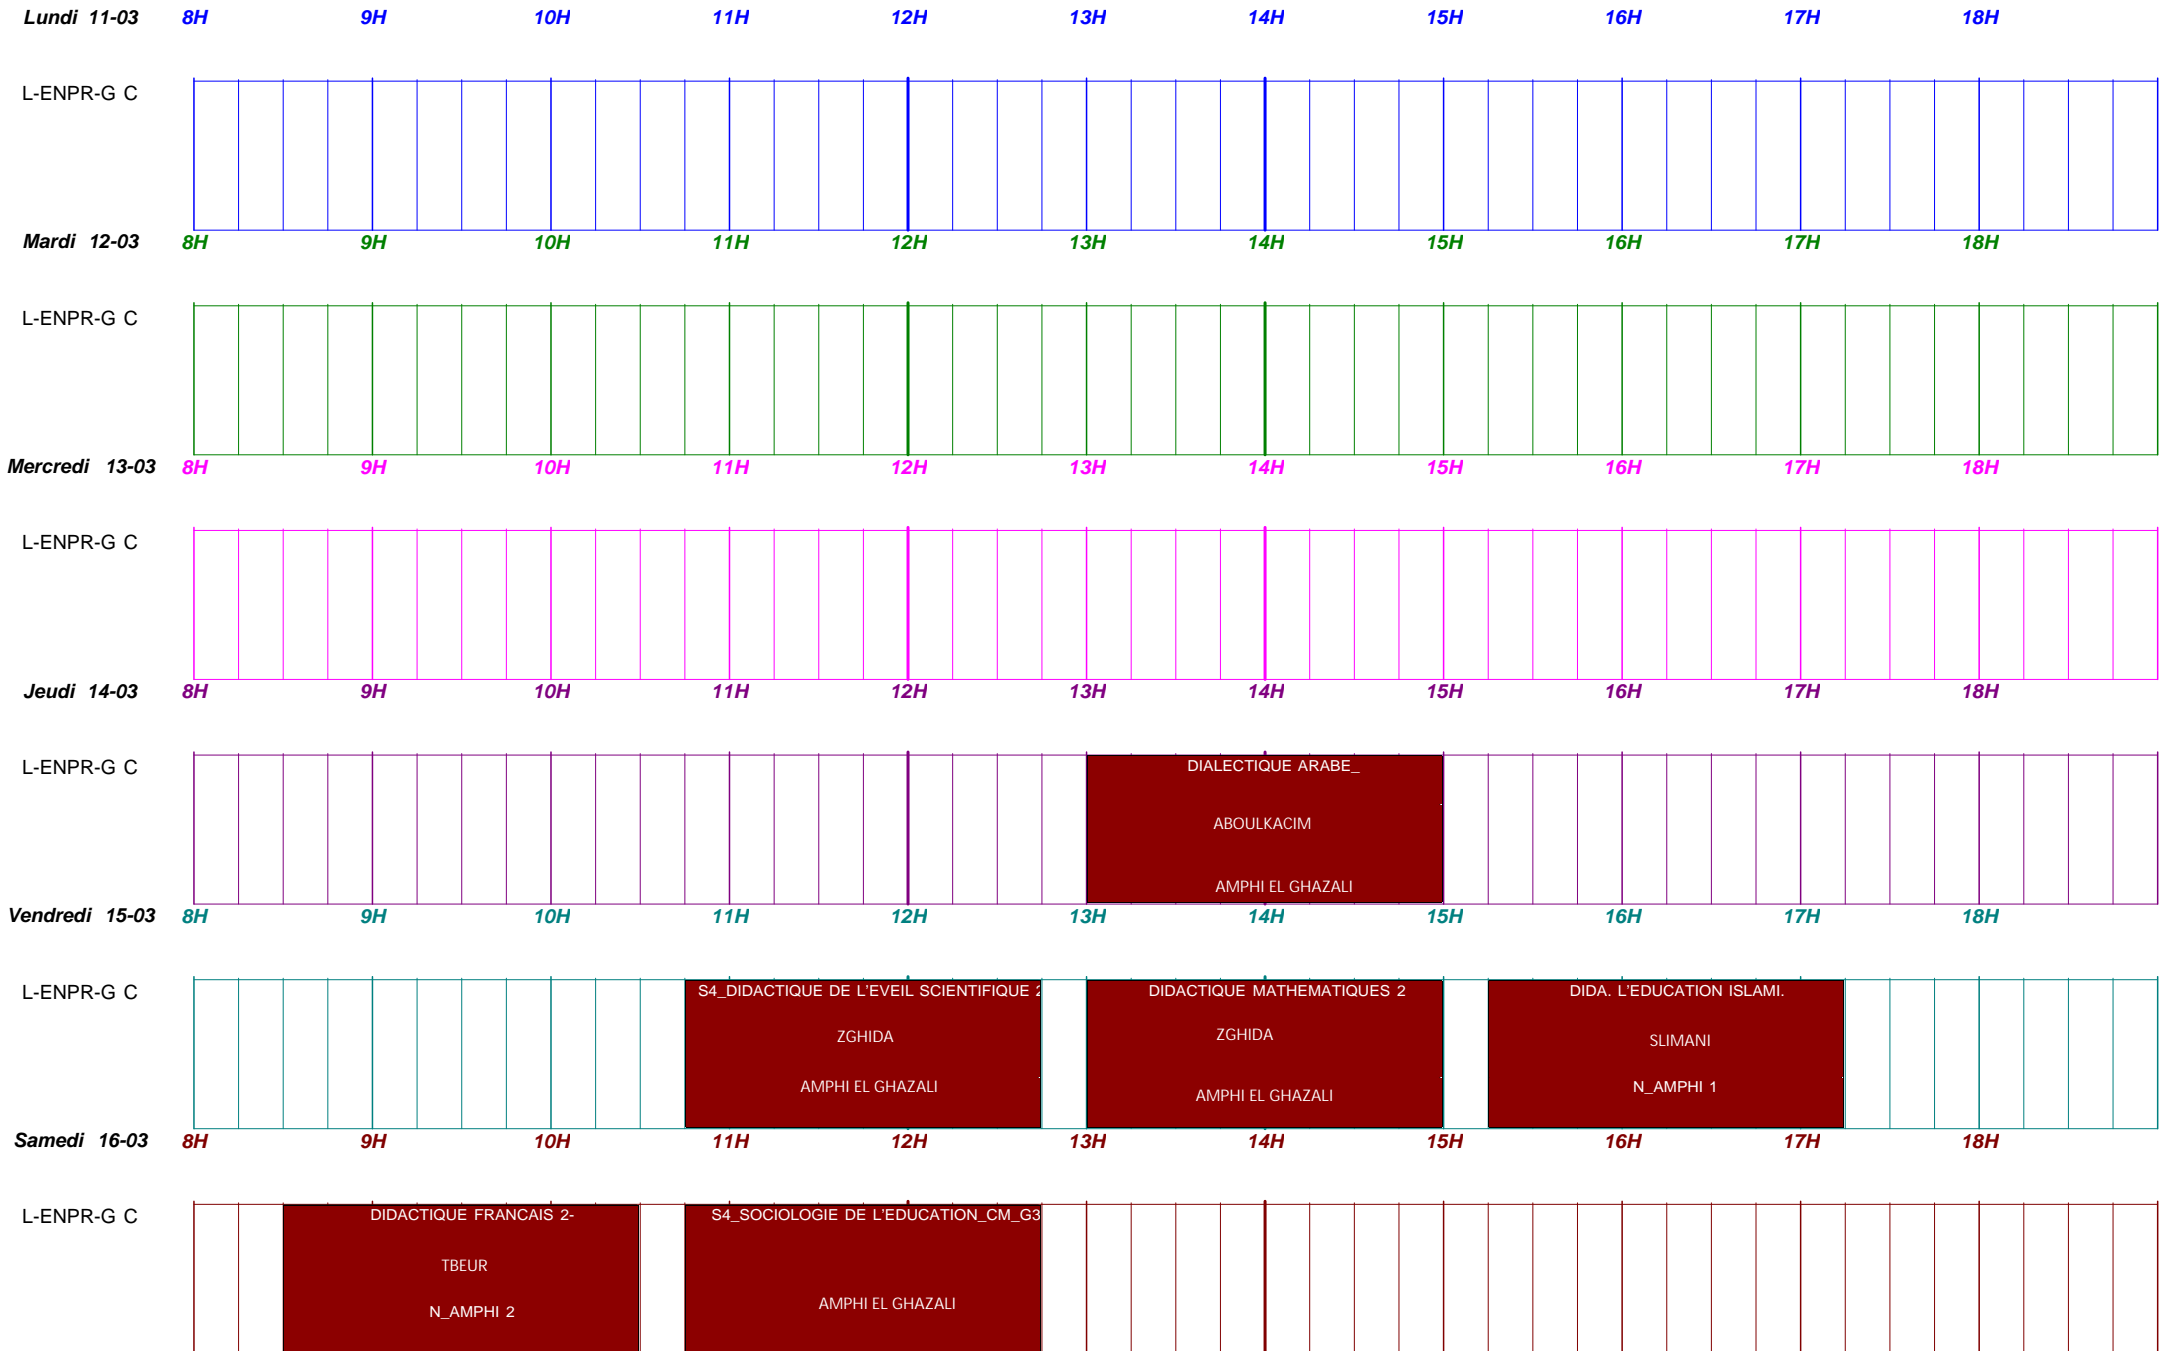 Lundi 11-03 8H 9H 10H 11H 12H 13H 14H 15H 16H 17H 18H
L-ENPR-G C
Mardi 12-03 8H 9H 10H 11H 12H 13H 14H 15H 16H 17H 18H
L-ENPR-G C
Mercredi 13-03 8H 9H 10H 11H 12H 13H 14H 15H 16H 17H 18H
L-ENPR-G C
Jeudi 14-03 8H 9H 10H 11H 12H 13H 14H 15H 16H 17H 18H
L-ENPR-G C
DIALECTIQUE ARABE_
ABOULKACIM
AMPHI EL GHAZALI
Vendredi 15-03 8H 9H 10H 11H 12H 13H 14H 15H 16H 17H 18H
L-ENPR-G C
S4_DIDACTIQUE DE L'EVEIL SCIENTIFIQUE 2
ZGHIDA
AMPHI EL GHAZALI
DIDACTIQUE MATHEMATIQUES 2
ZGHIDA
AMPHI EL GHAZALI
DIDA. L'EDUCATION ISLAMI.
SLIMANI
N_AMPHI 1
Samedi 16-03 8H 9H 10H 11H 12H 13H 14H 15H 16H 17H 18H
L-ENPR-G C
DIDACTIQUE FRANCAIS 2-
TBEUR
N_AMPHI 2
S4_SOCIOLOGIE DE L'EDUCATION_CM_G3
AMPHI EL GHAZALI